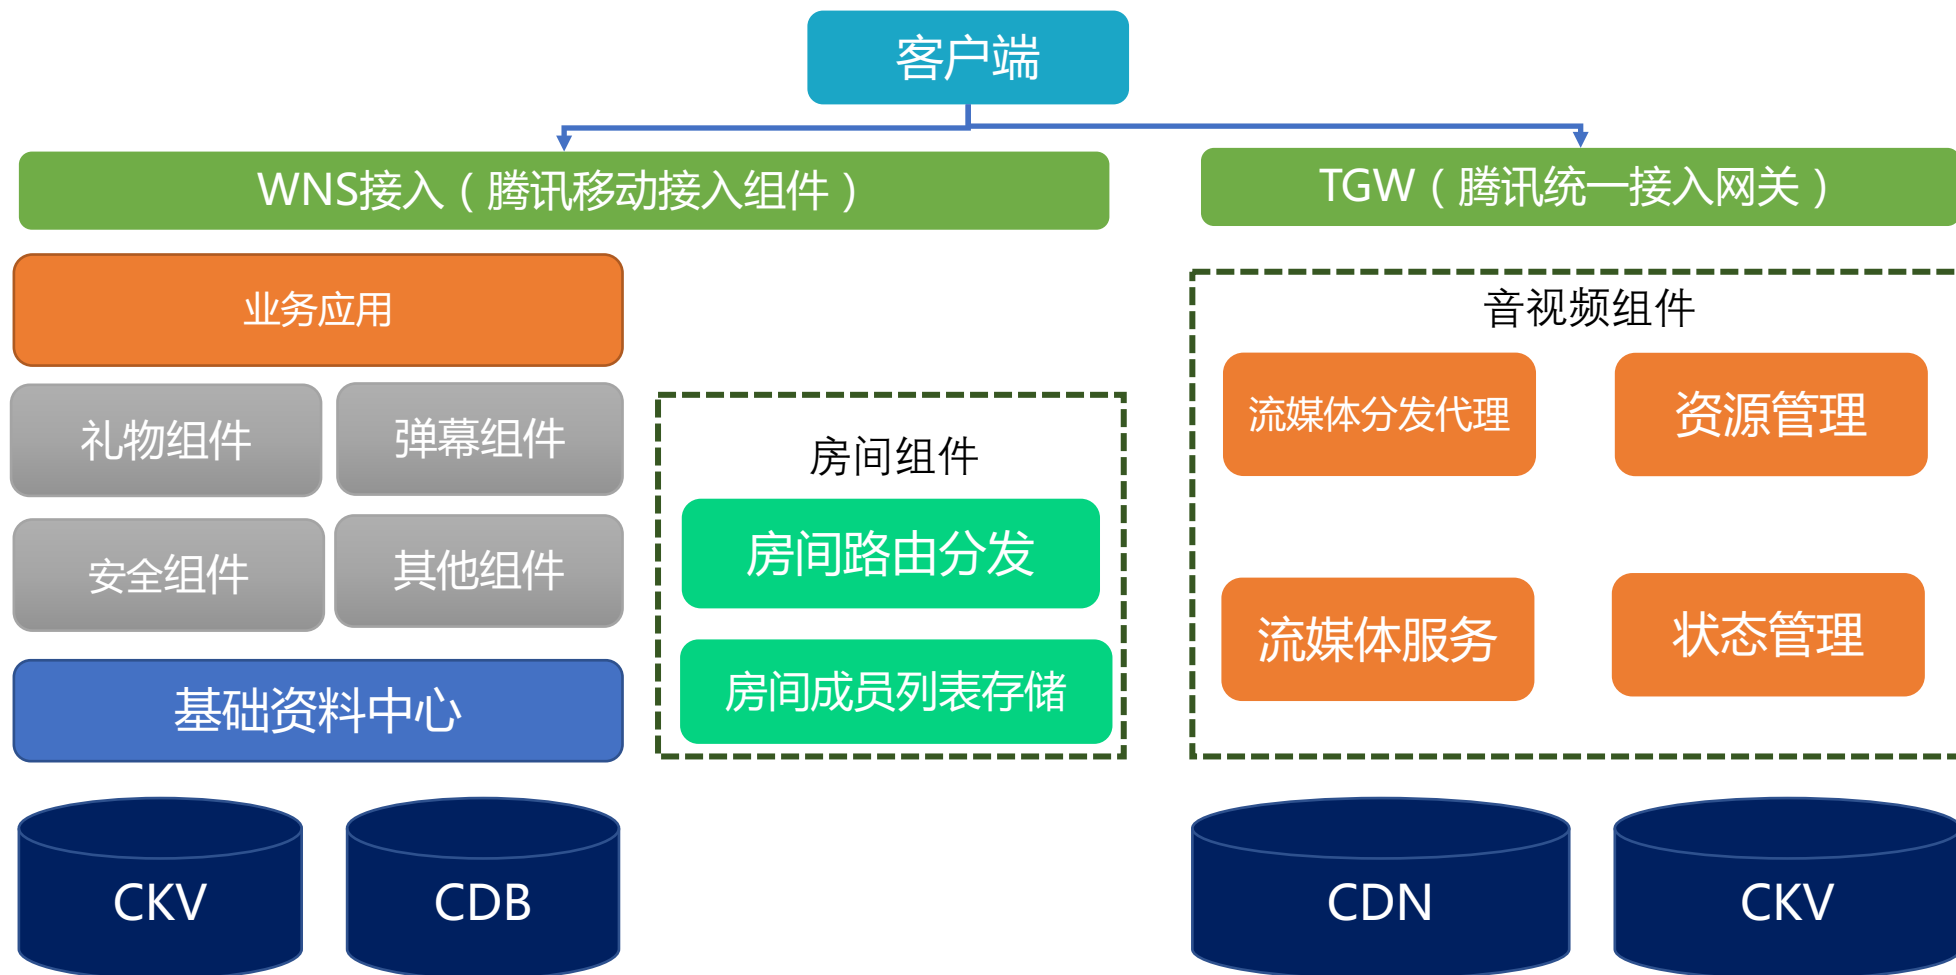 客户端
WNS接入（腾讯移动接入组件）
TGW（腾讯统一接入网关）
业务应用
礼物组件
弹幕组件
安全组件
其他组件
基础资料中心
CKV
CDB
房间组件
房间路由分发
房间成员列表存储
音视频组件
流媒体分发代理
资源管理
流媒体服务
状态管理
CDN
CKV